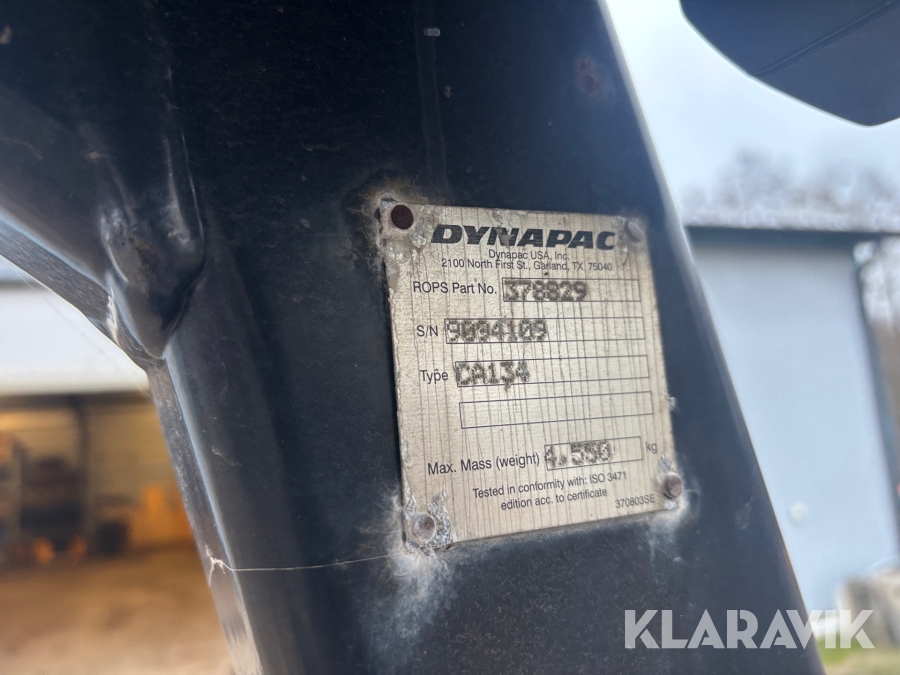 DYNAPAC
Dynapac USA, Inc.
2100 North First St., Garland, TX, 75040
ROPS Part No. 378829
S/N 9094109
Type CA134
Max. Mass (weight) 4.550 kg
Tested in conformity with: ISO 3471
edition acc. to certificate
370803SE
KLARAVIK